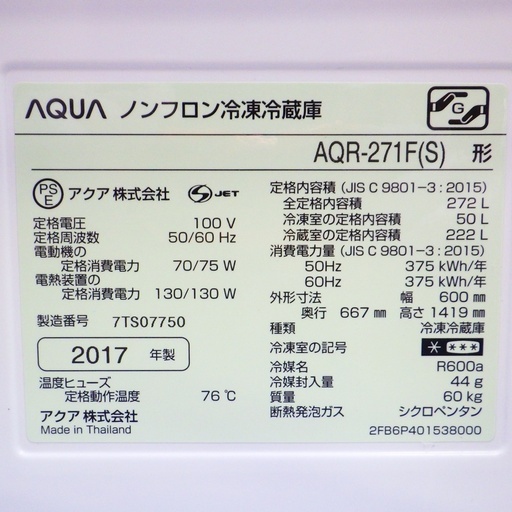 AQUA ノンフロン冷凍冷蔵庫
G
AQR-271F(S) 形
PSE アクア 株式会社 S JET
定格電圧 100 V
定格周波数 50/60 Hz
電動機の
定格消費電力 70/75 W
電熱装置の
定格消費電力 130/130 W
製造番号 7TS07750
2017 年製
温度ヒューズ
定格動作温度 76 ℃
アクア 株式会社
Made in Thailand
定格内容積 (JIS C 9801-3 : 2015)
全定格内容積 272 L
冷凍室の定格内容積 50 L
冷蔵室の定格内容積 222 L
消費電力量 (JIS C 9801-3 : 2015)
50Hz 375 kWh/年
60Hz 375 kWh/年
外形寸法 幅 600 ㎜
奥行 667 ㎜ 高さ 1419 ㎜
種類 冷凍冷蔵庫
冷凍室の記号 * ***
冷媒名 R600a
冷媒封入量 44 g
質量 60 kg
断熱発泡ガス シクロペンタン
2FB6P401538000